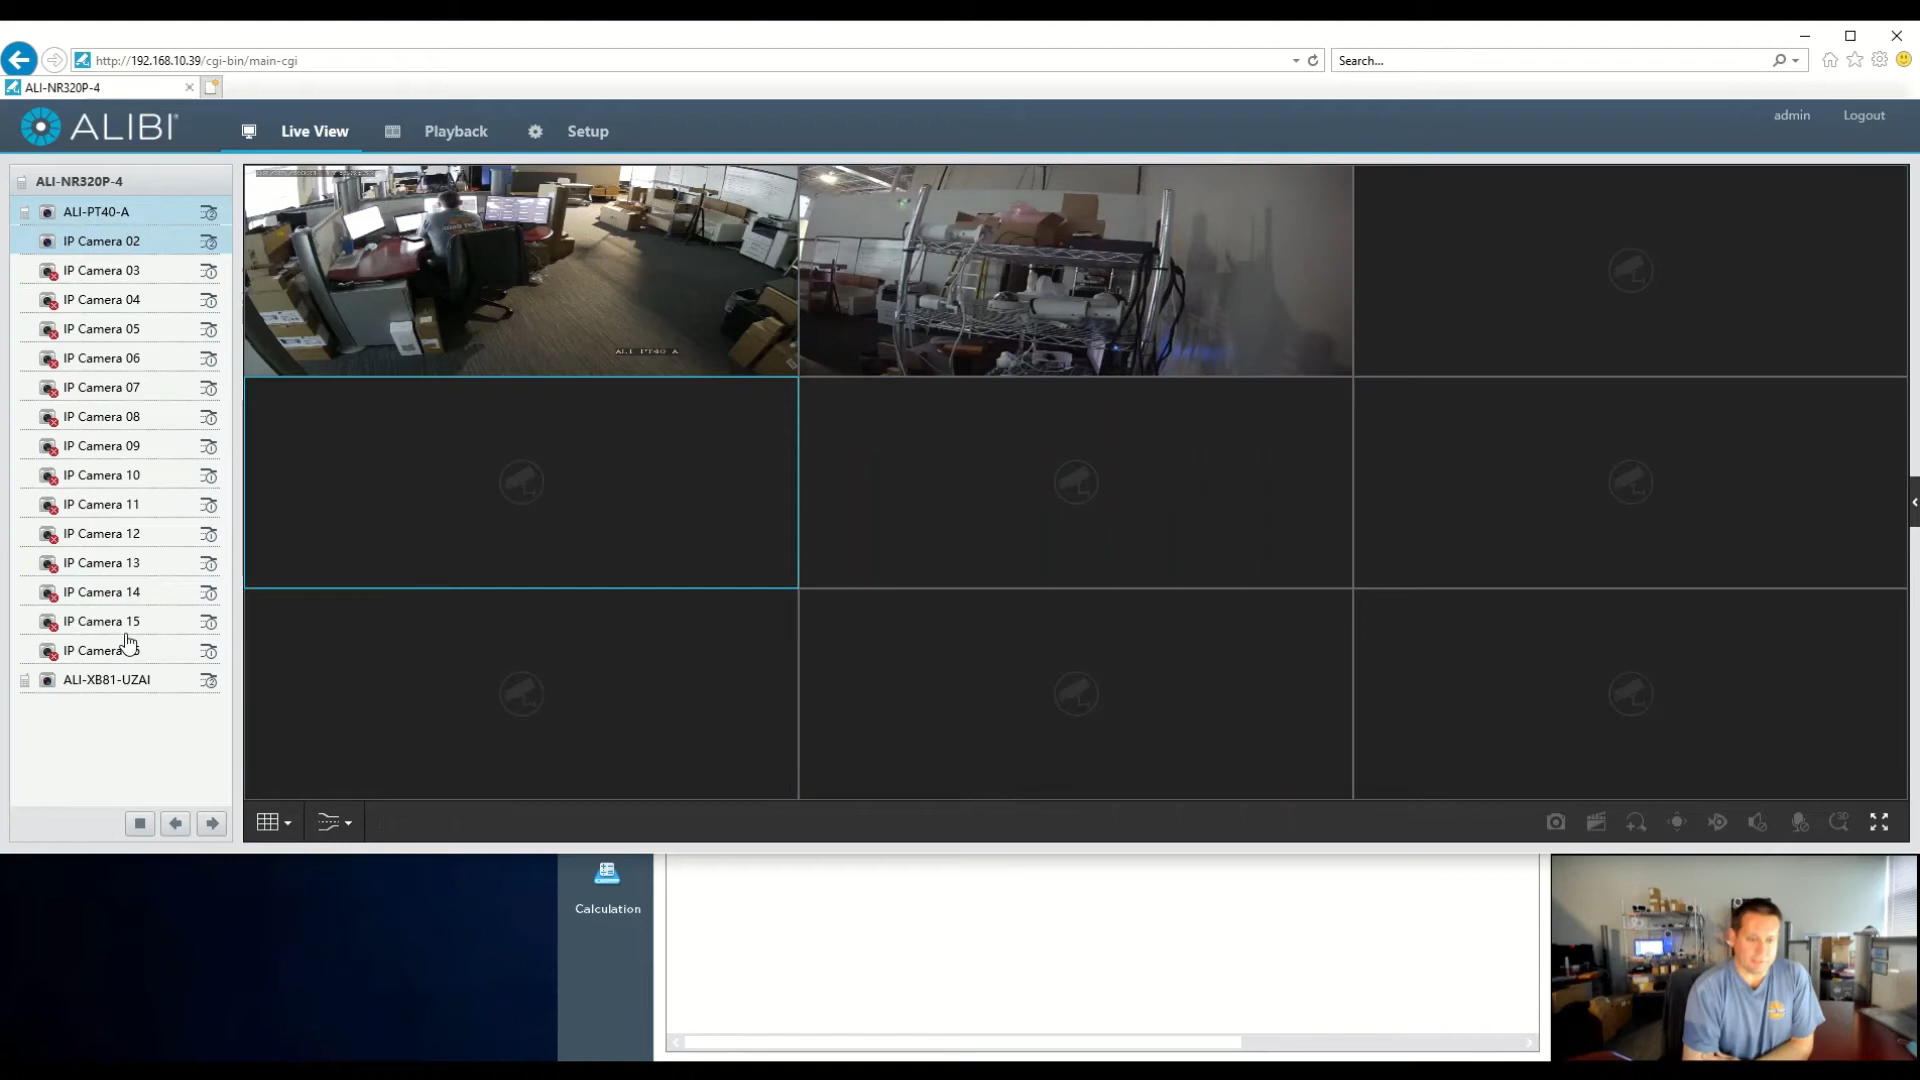 http://192.168.10.39/cgi-bin/main-cgi
Search...
ALI-NR320P-4
ALIBI
Live View
Playback
Setup
admin
Logout
ALI-NR320P-4
ALI-PT40-A
IP Camera 02
IP Camera 03
IP Camera 04
IP Camera 05
IP Camera 06
IP Camera 07
IP Camera 08
IP Camera 09
IP Camera 10
IP Camera 11
IP Camera 12
IP Camera 13
IP Camera 14
IP Camera 15
IP Camera
ALI-XB81-UZAI
ALI PT40 A
3D
Calculation